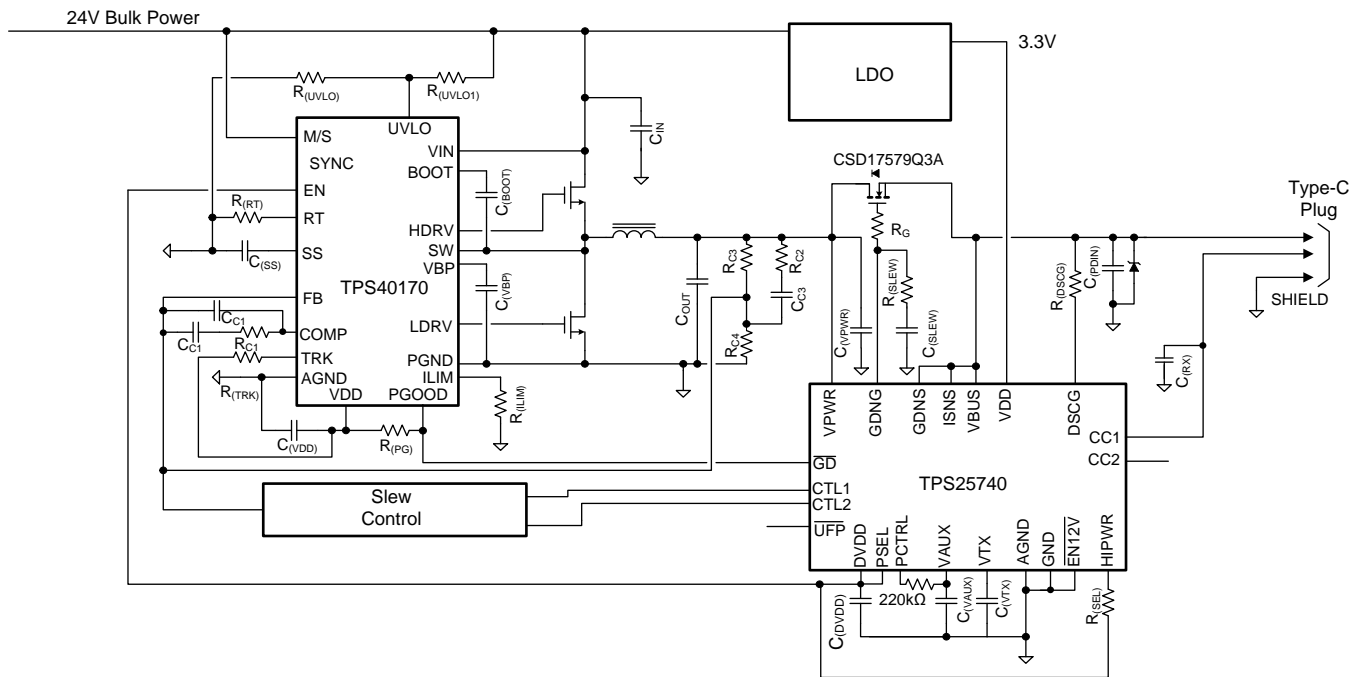 24V Bulk Power
LDO
3.3V
R(UVLO)
R(UVLO1)
UVLO
M/S
SYNC
VIN
BOOT
EN
R(RT)
RT
HDRV
C(BOOT)
CIN
C(SS)
SS
SW
VBP
TPS40170
C(VBP)
FB
CC1
CC1
RC1
COMP
LDRV
TRK
PGND
R(TRK)
AGND
ILIM
VDD
PGOOD
R(ILIM)
C(VDD)
R(PG)
COUT
RC3
RC2
CC3
RC4
CSD17579Q3A
RG
R(SLEW)
C(VPWR)
C(SLEW)
R(DSCG)
C(PDIN)
Type-C
Plug
SHIELD
C(RX)
VPWR
GDNG
GDNS
ISNS
VBUS
VDD
DSCG
CC1
CC2
GD
TPS25740
CTL1
CTL2
UFP
Slew
Control
DVDD
PSEL
PCTRL
VAUX
VTX
AGND
GND
EN12V
HIPWR
220kΩ
C(DVDD)
C(VAUX)
C(VTX)
R(SEL)